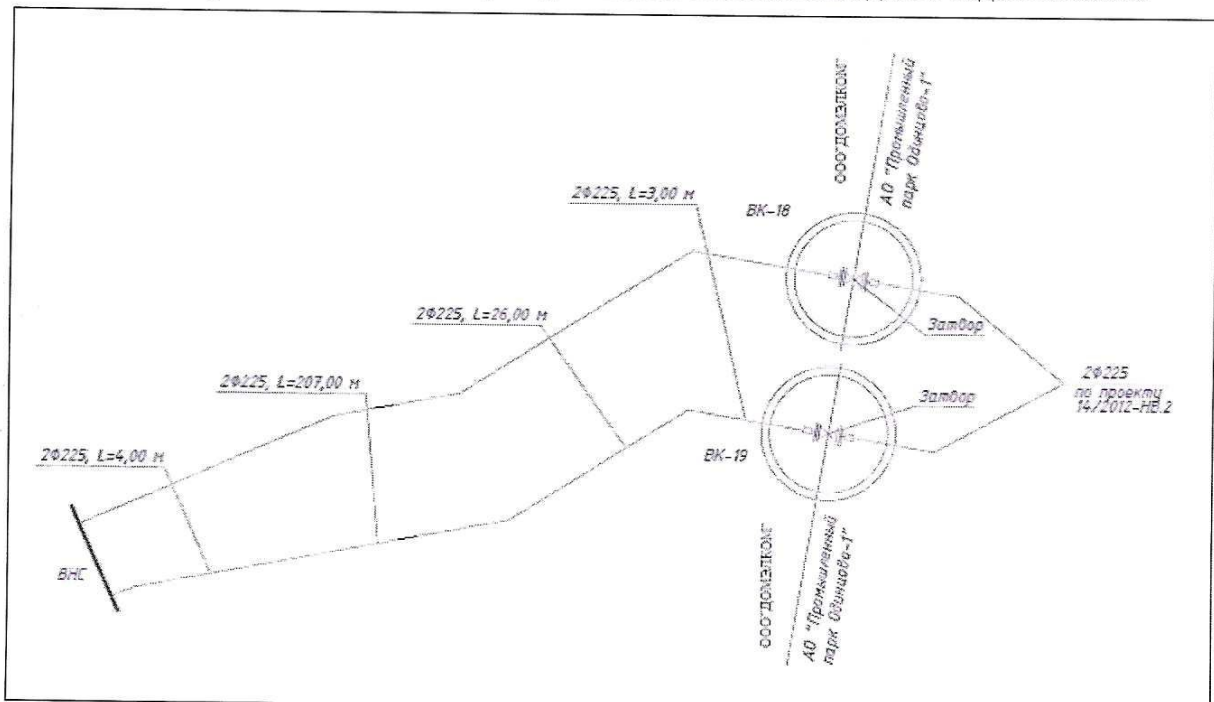 ООО"ДОМЭЛКОМ"
АО "Промышленный
парк Одинцово-1"
2Ф225, L=3,00 м
ВК-18
2Ф225, L=26,00 м
Затвор
2Ф225, L=207,00 м
Затвор
2Ф225
по проекту
14/2012-НВ.2
2Ф225, L=4,00 м
ВК-19
ВНС
ООО"ДОМЭЛКОМ"
АО "Промышленный
парк Одинцово-1"